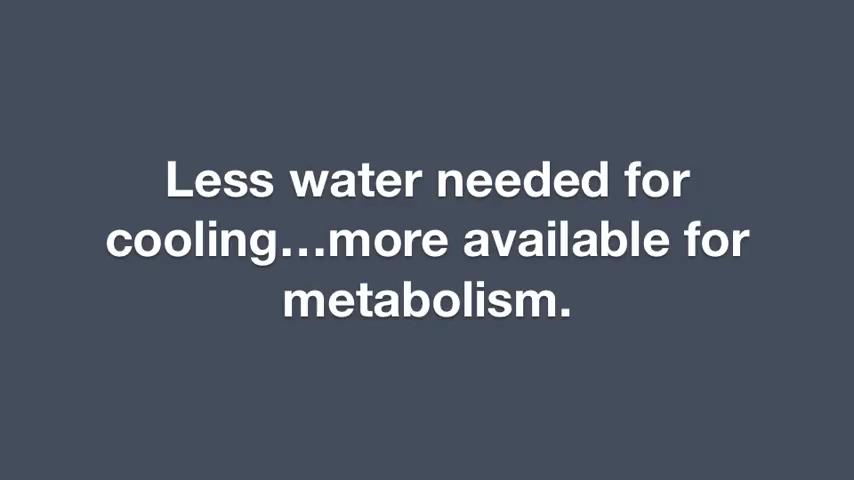 Less water needed for
cooling…more available for
metabolism.